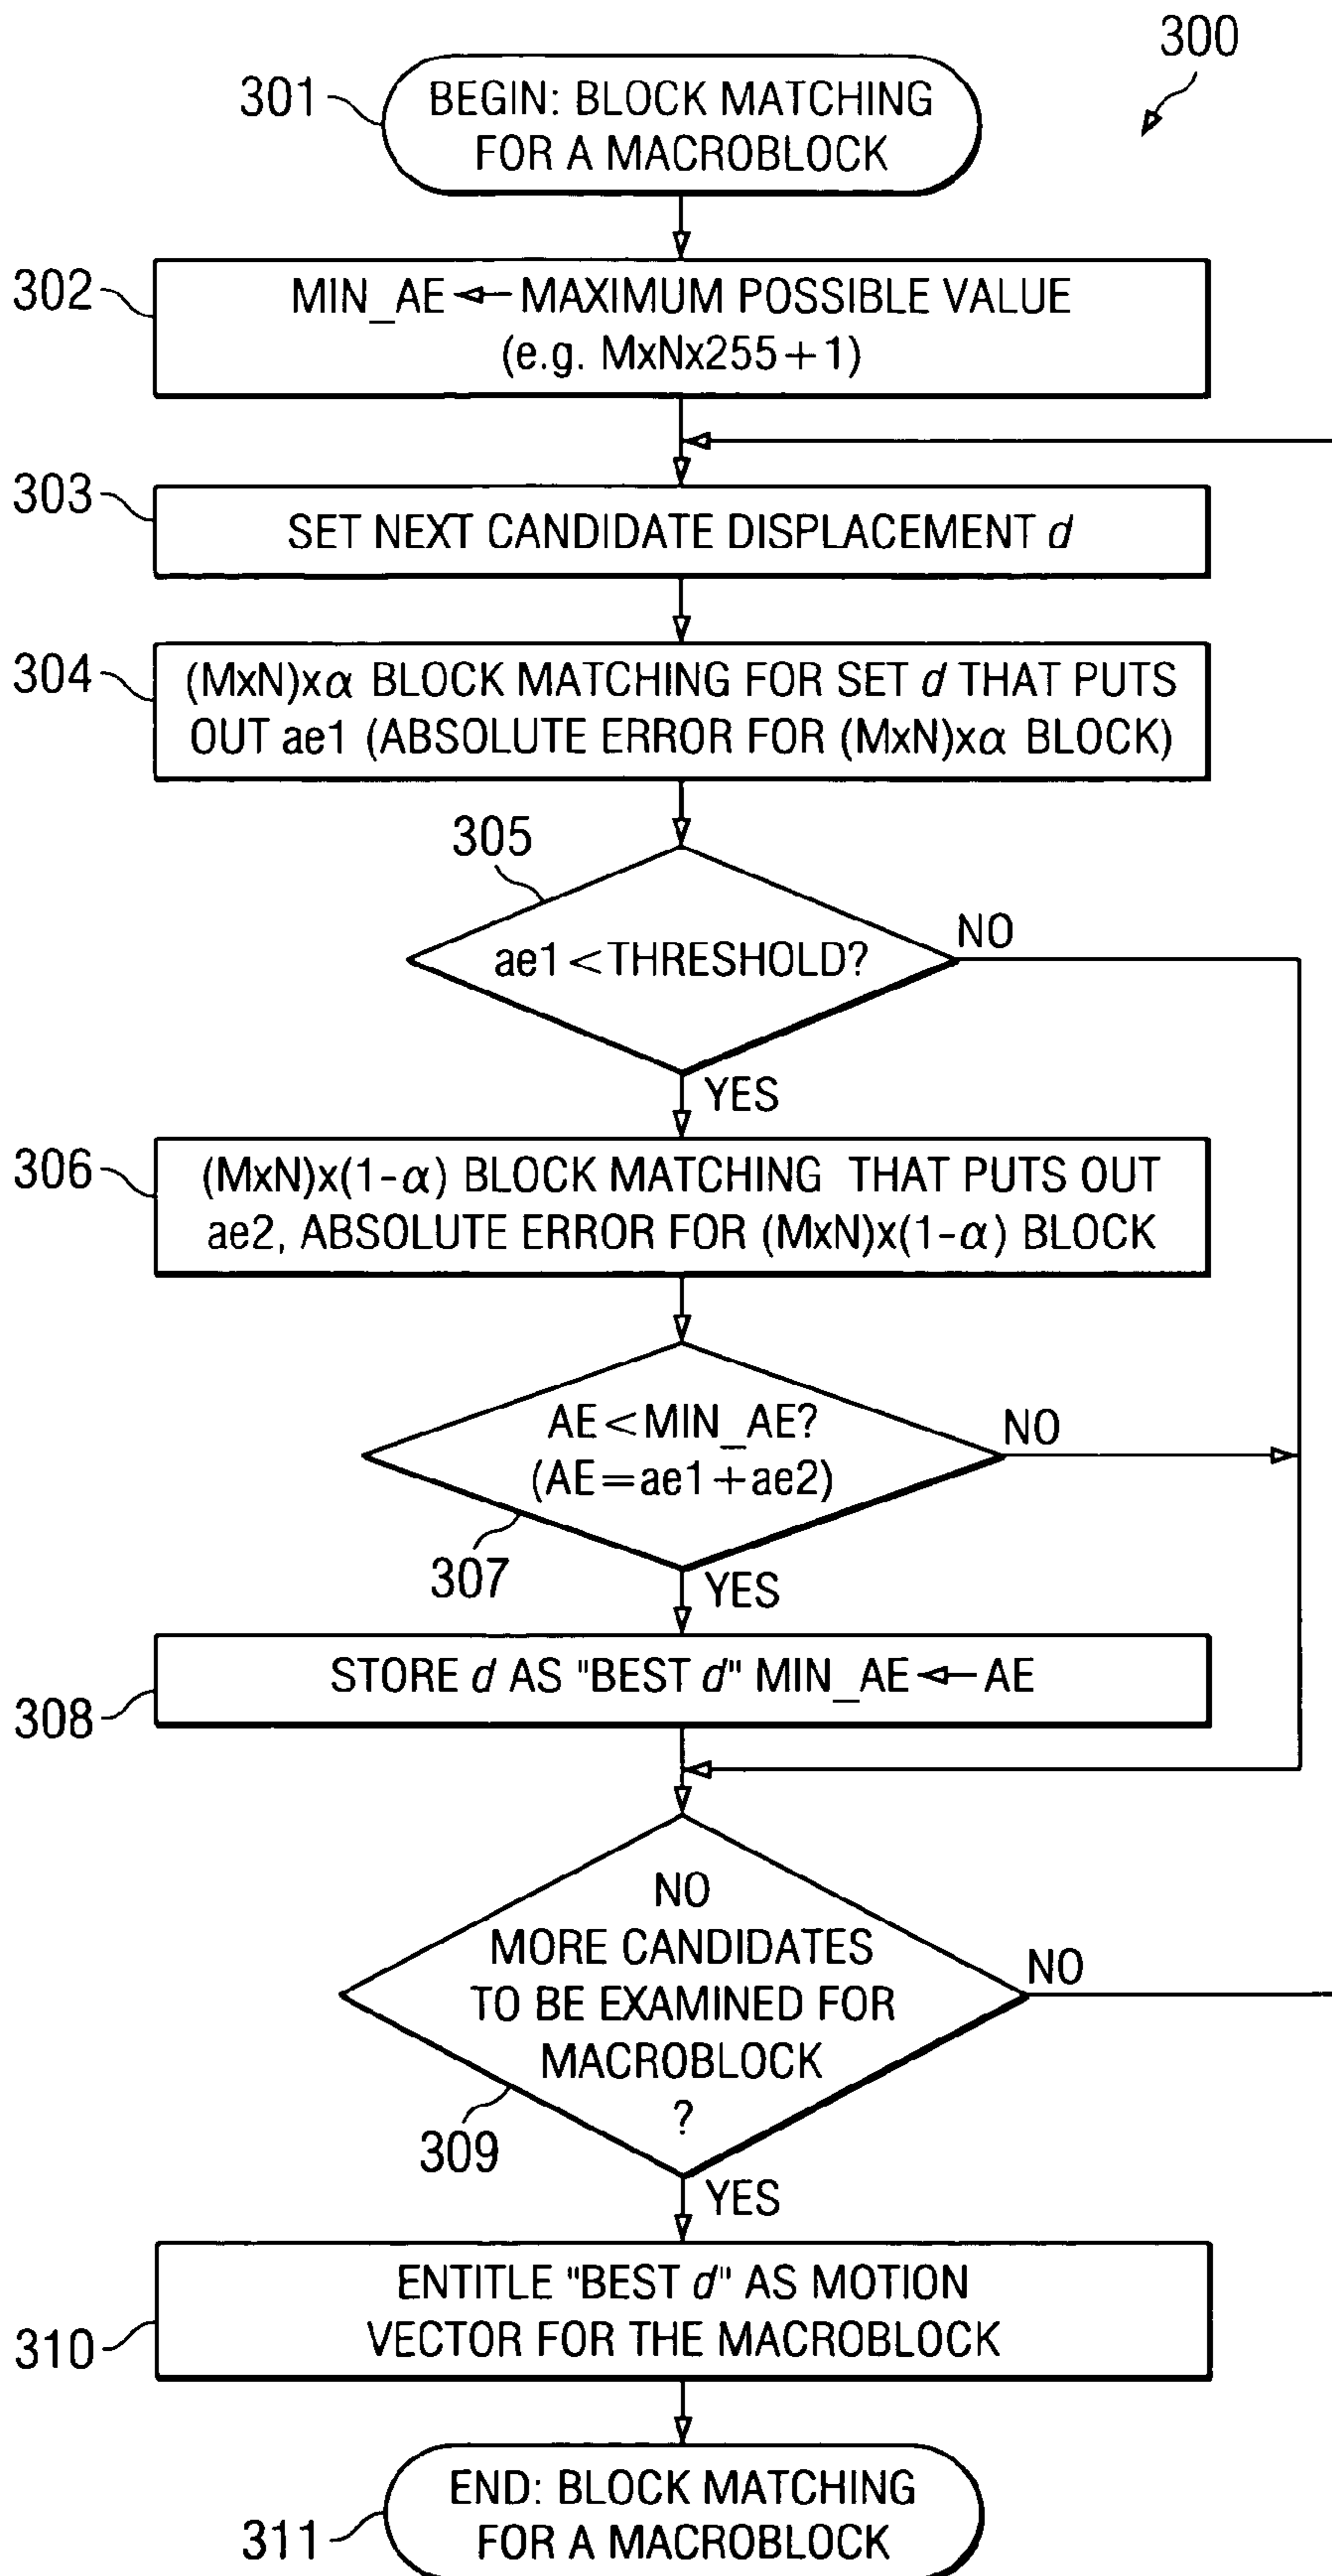 300
301
BEGIN: BLOCK MATCHING
FOR A MACROBLOCK
302
MIN_AE←MAXIMUM POSSIBLE VALUE
(e.g. MxNx255+1)
303
SET NEXT CANDIDATE DISPLACEMENT d
304
(MxN)xα BLOCK MATCHING FOR SET d THAT PUTS
OUT ae1 (ABSOLUTE ERROR FOR (MxN)xα BLOCK)
305
ae1<THRESHOLD?
NO
YES
306
(MxN)x(1-α) BLOCK MATCHING THAT PUTS OUT
ae2, ABSOLUTE ERROR FOR (MxN)x(1-α) BLOCK
AE<MIN_AE?
(AE=ae1+ae2)
NO
307
YES
308
STORE d AS "BEST d" MIN_AE←AE
NO
MORE CANDIDATES
TO BE EXAMINED FOR
MACROBLOCK
?
NO
309
YES
310
ENTITLE "BEST d" AS MOTION
VECTOR FOR THE MACROBLOCK
311
END: BLOCK MATCHING
FOR A MACROBLOCK